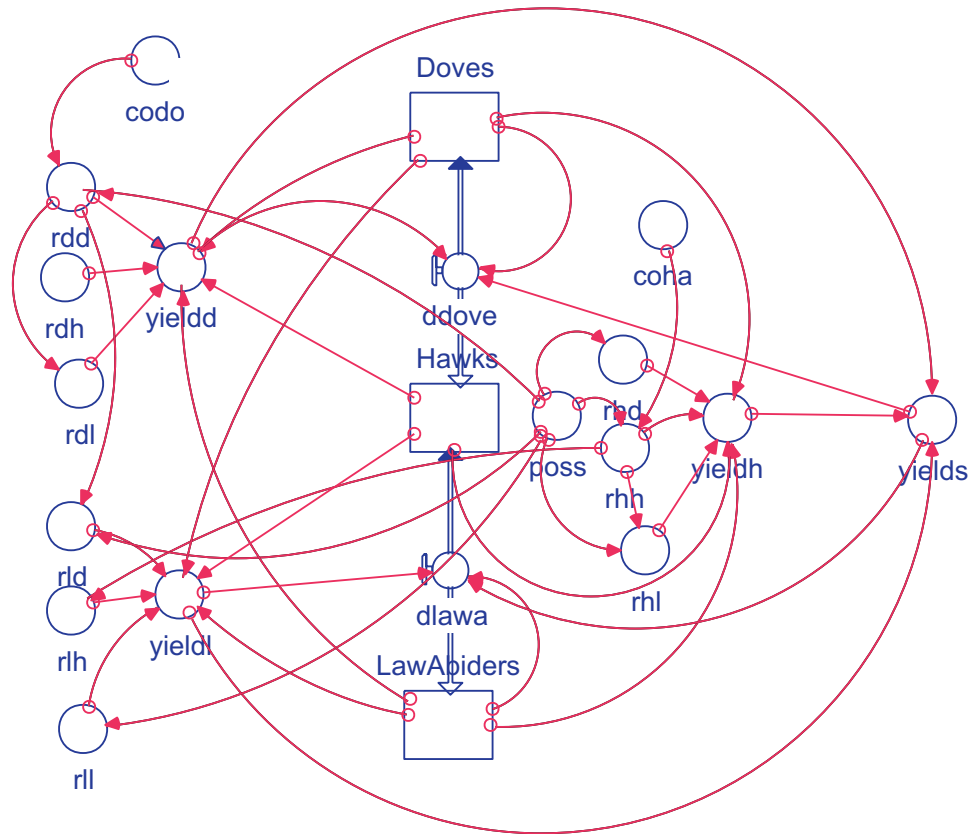 Doves
codo
rdd
coha
rdh
yieldd
ddove
Hawks
rdl
rhd
poss
yieldh
yields
rhh
rld
rhl
dlawa
rlh
yieldl
LawAbiders
rll